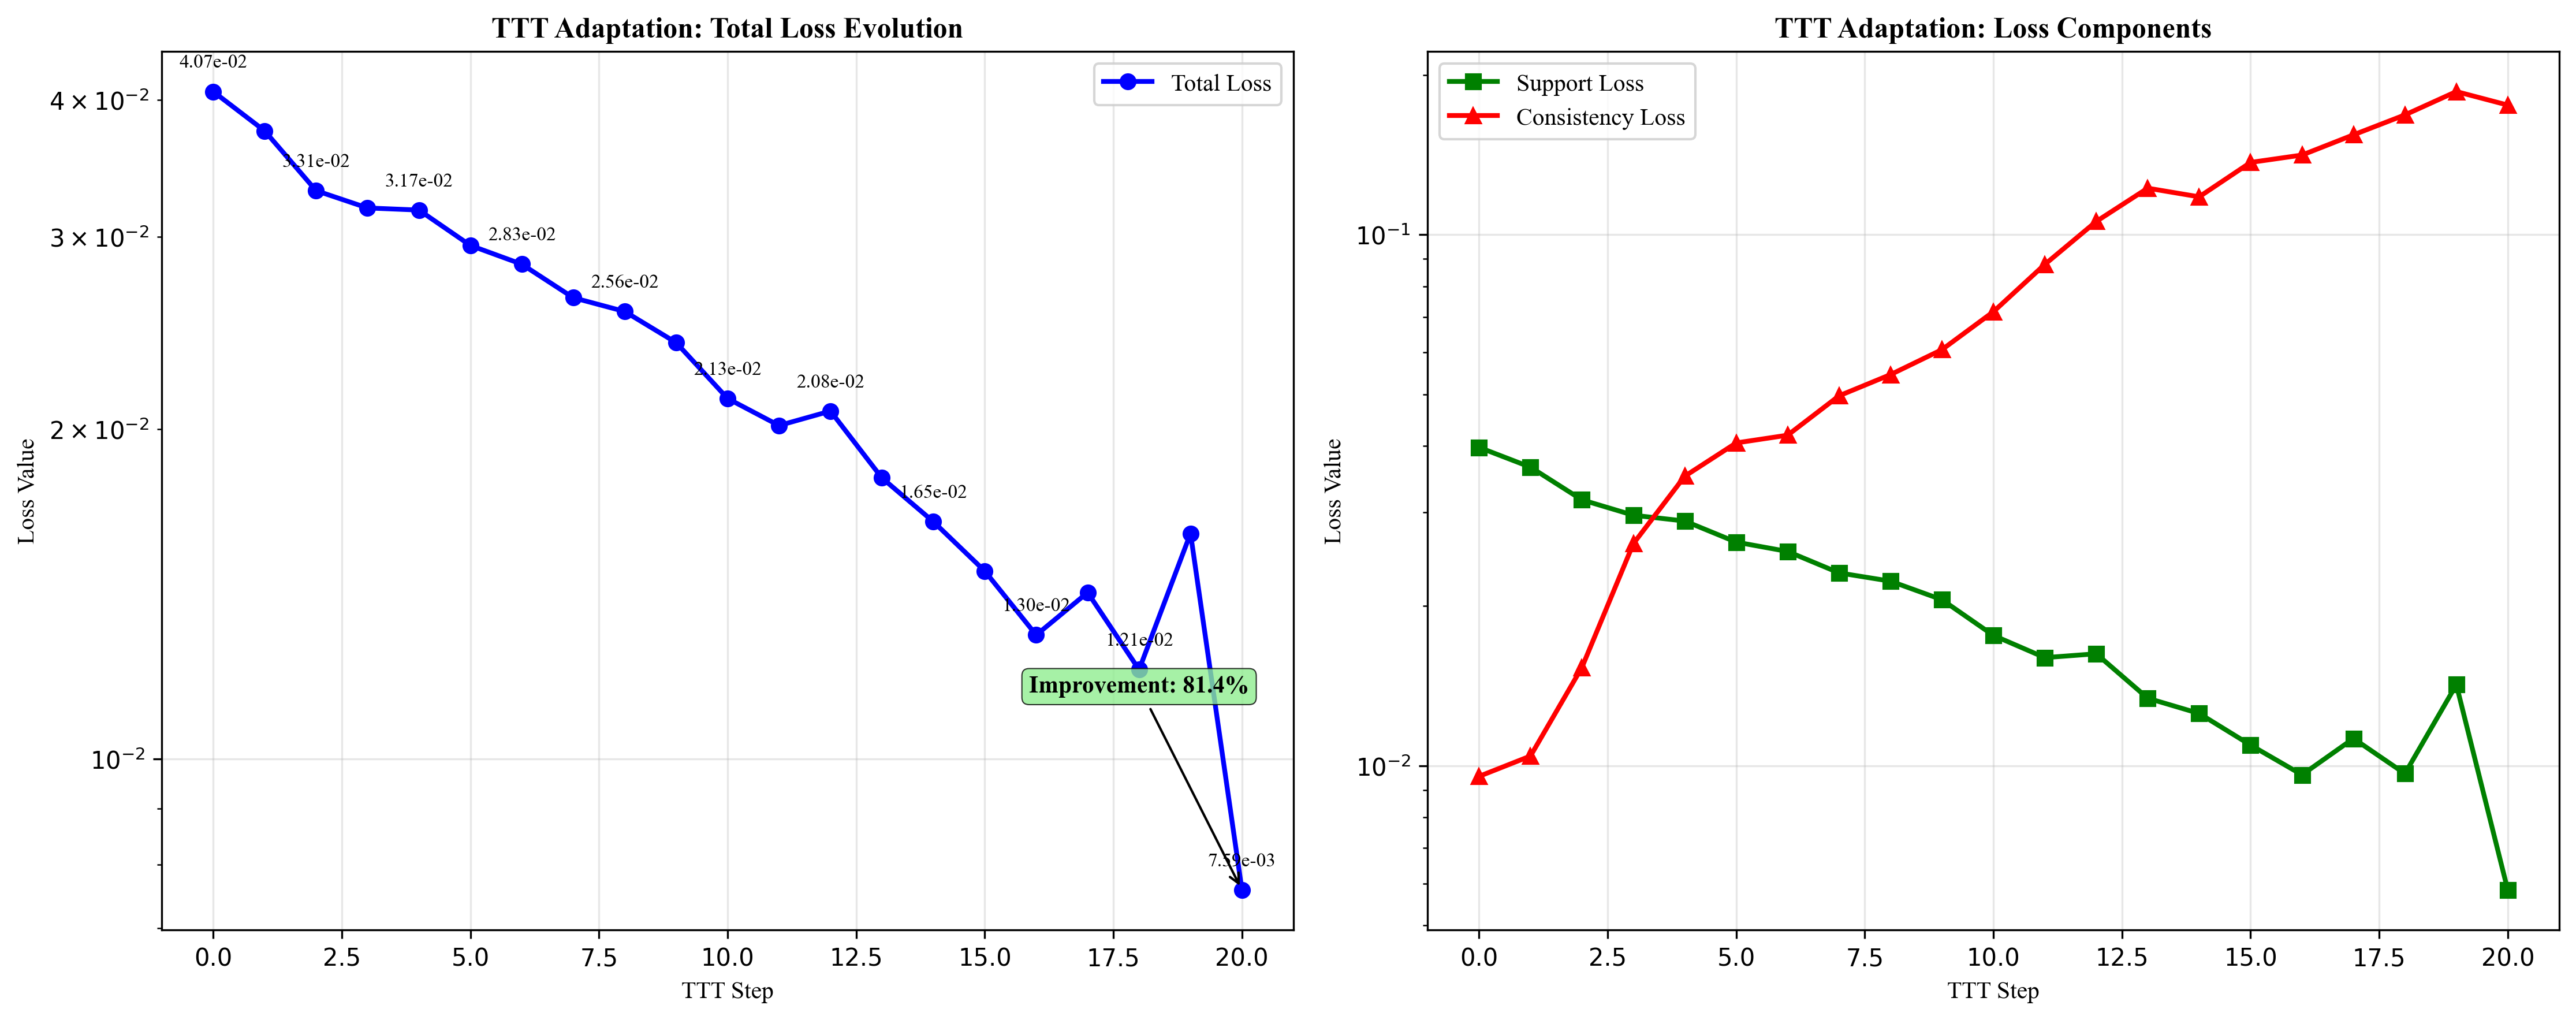 TTT Adaptation: Total Loss Evolution
Total Loss
4.07e-02
3.31e-02
3.17e-02
2.83e-02
2.56e-02
2.13e-02
2.08e-02
1.65e-02
1.30e-02
1.21e-02
Improvement: 81.4%
7.59e-03
4 × 10⁻²
3 × 10⁻²
2 × 10⁻²
10⁻²
Loss Value
0.0 2.5 5.0 7.5 10.0 12.5 15.0 17.5 20.0
TTT Step
TTT Adaptation: Loss Components
Support Loss
Consistency Loss
10⁻¹
10⁻²
Loss Value
0.0 2.5 5.0 7.5 10.0 12.5 15.0 17.5 20.0
TTT Step